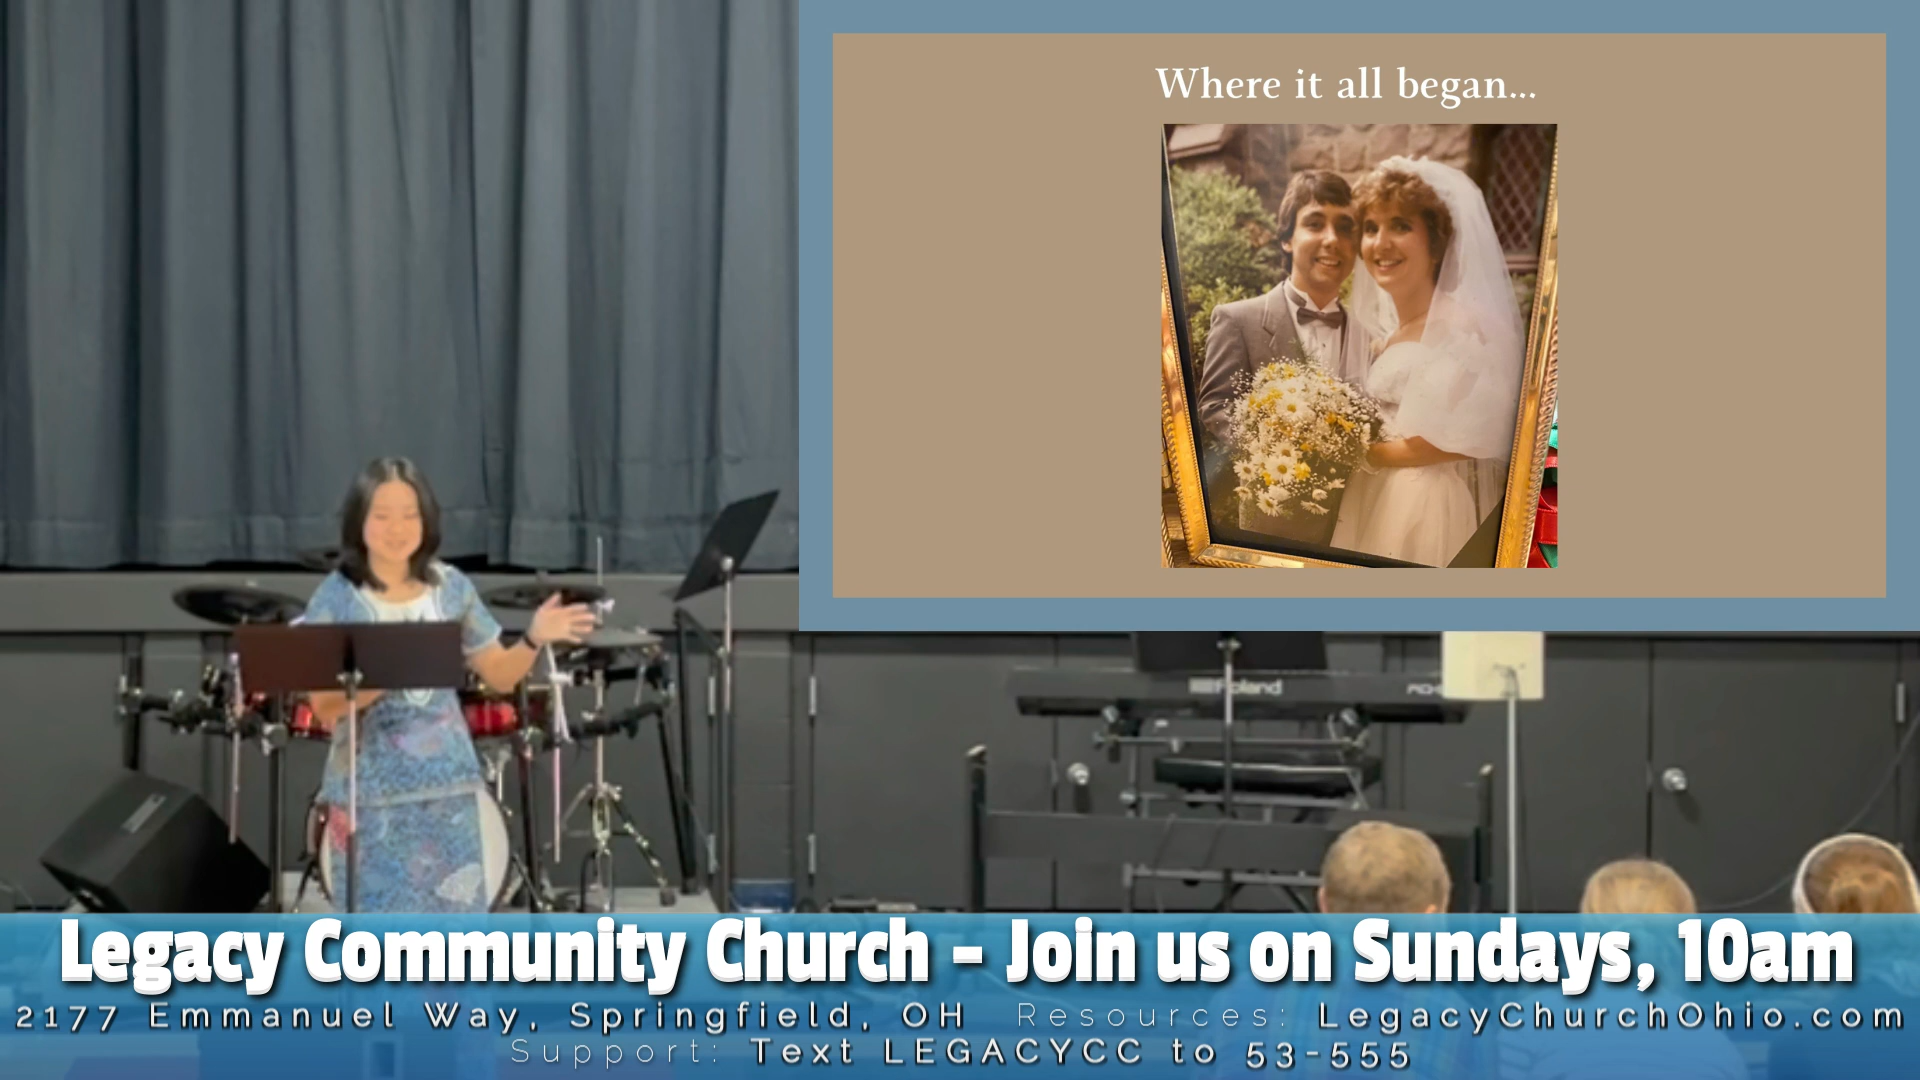 Where it all began...
Roland
Legacy Community Church - Join us on Sundays, 10am
2177 Emmanuel Way, Springfield, OH Resources: LegacyChurchOhio.com
Support: Text LEGACYCC to 53-555